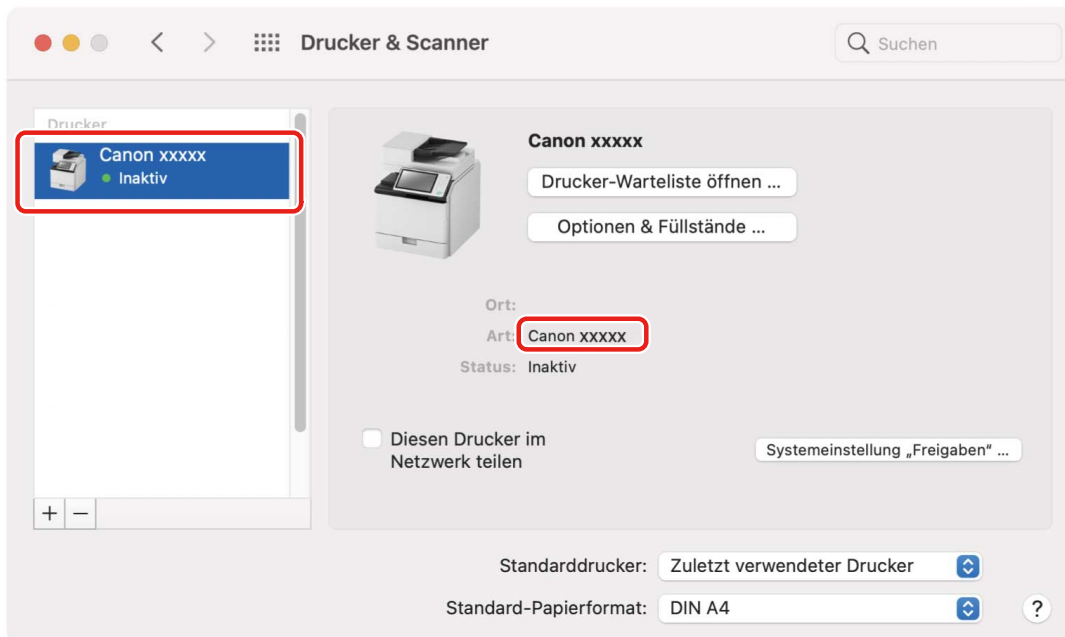 Drucker & Scanner
Suchen
Drucker
Canon xxxxx
Inaktiv
Canon xxxxx
Drucker-Warteliste öffnen ...
Optionen & Füllstände ...
Ort:
Art: Canon xxxxx
Status: Inaktiv
Diesen Drucker im
Netzwerk teilen
Systemeinstellung „Freigaben“ ...
+ −
Standarddrucker: Zuletzt verwendeter Drucker
Standard-Papierformat: DIN A4
?